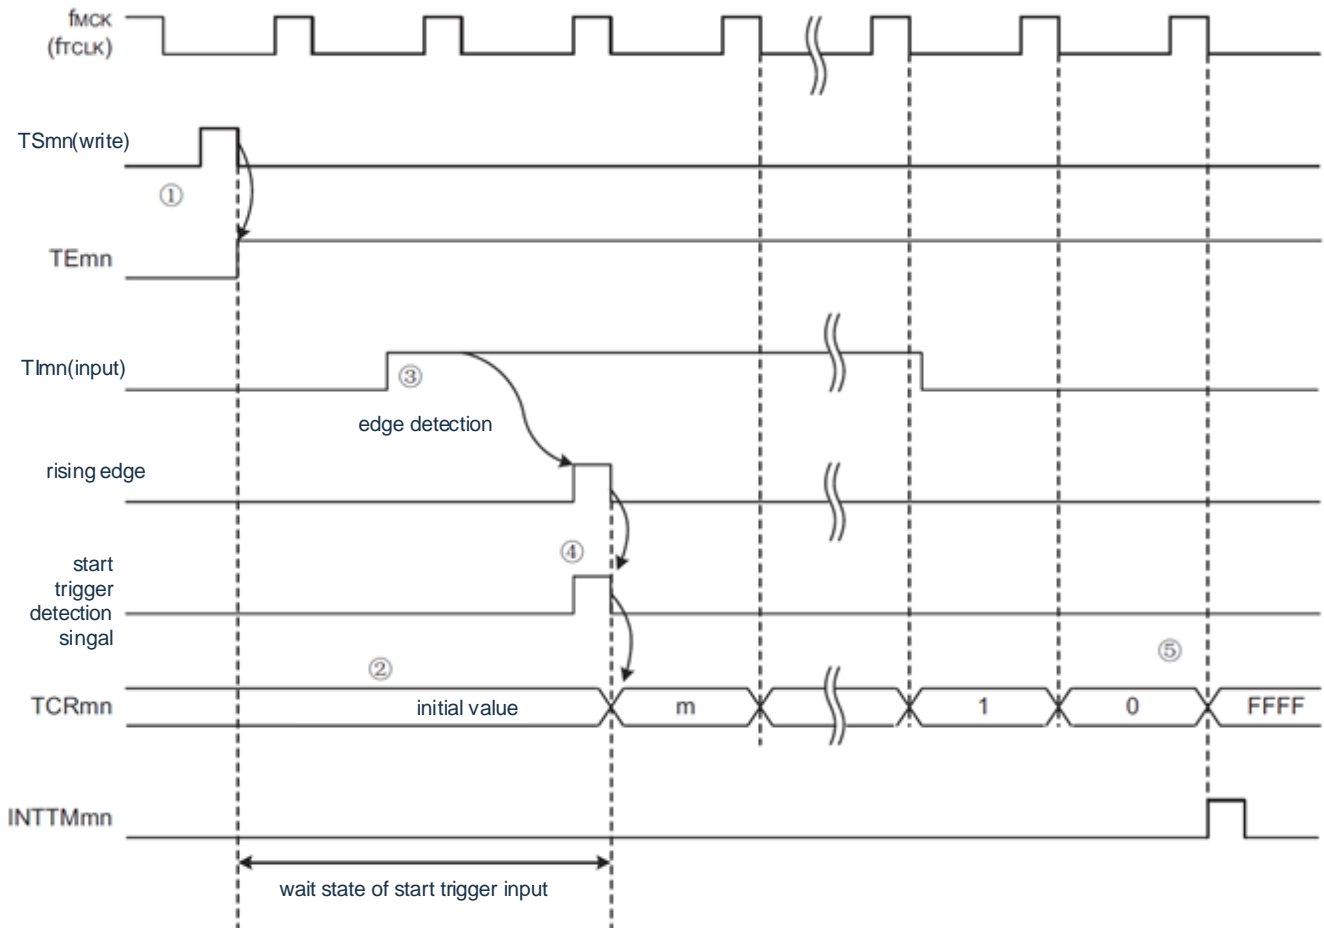 fMCK
(fTCLK)
TSmn(write)
①
TEmn
TImn(input)
③
edge detection
rising edge
④
start
trigger
detection
singal
②
⑤
TCRmn
initial value
m
1
0
FFFF
INTTMmn
wait state of start trigger input